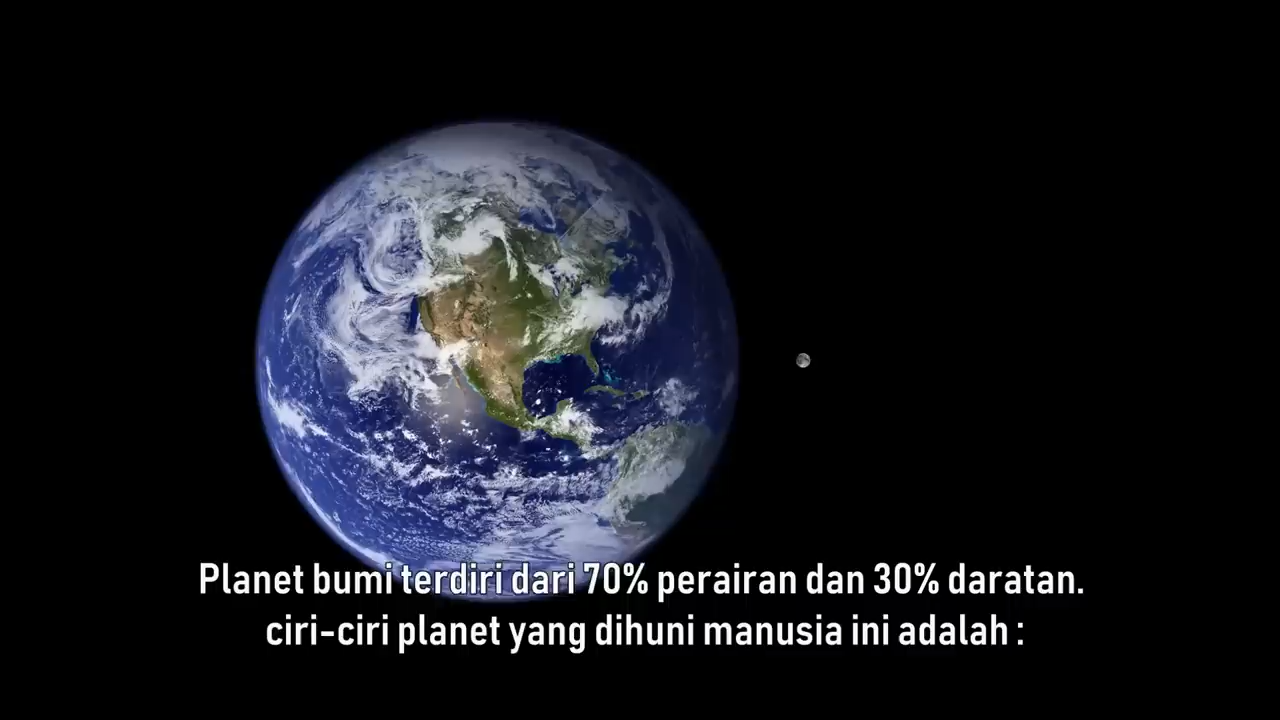 Planet bumi terdiri dari 70% perairan dan 30% daratan.
ciri-ciri planet yang dihuni manusia ini adalah :